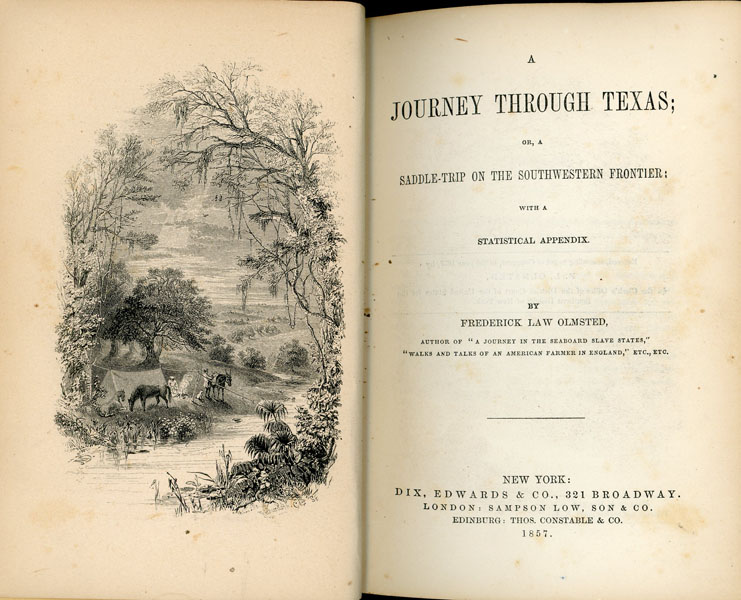 A
JOURNEY THROUGH TEXAS;
OR, A
SADDLE-TRIP ON THE SOUTHWESTERN FRONTIER;
WITH A
STATISTICAL APPENDIX.
BY
FREDERICK LAW OLMSTED,
AUTHOR OF "A JOURNEY IN THE SEABOARD SLAVE STATES,"
"WALKS AND TALKS OF AN AMERICAN FARMER IN ENGLAND," ETC., ETC.
NEW YORK:
DIX, EDWARDS & CO., 321 BROADWAY.
LONDON: SAMPSON LOW, SON & CO.
EDINBURG: THOS. CONSTABLE & CO.
1857.